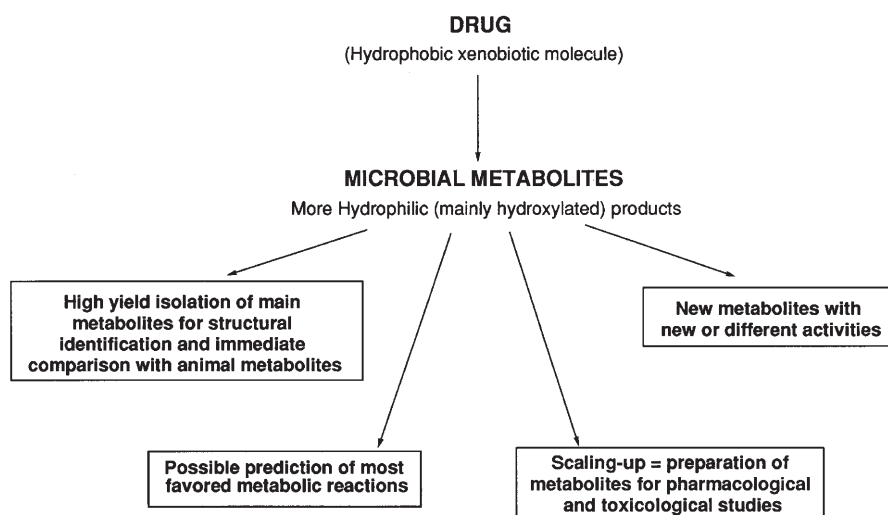 DRUG
(Hydrophobic xenobiotic molecule)
MICROBIAL METABOLITES
More Hydrophilic (mainly hydroxylated) products
High yield isolation of main
metabolites for structural
identification and immediate
comparison with animal metabolites
New metabolites with
new or different activities
Possible prediction of most
favored metabolic reactions
Scaling-up = preparation of
metabolites for pharmacological
and toxicological studies